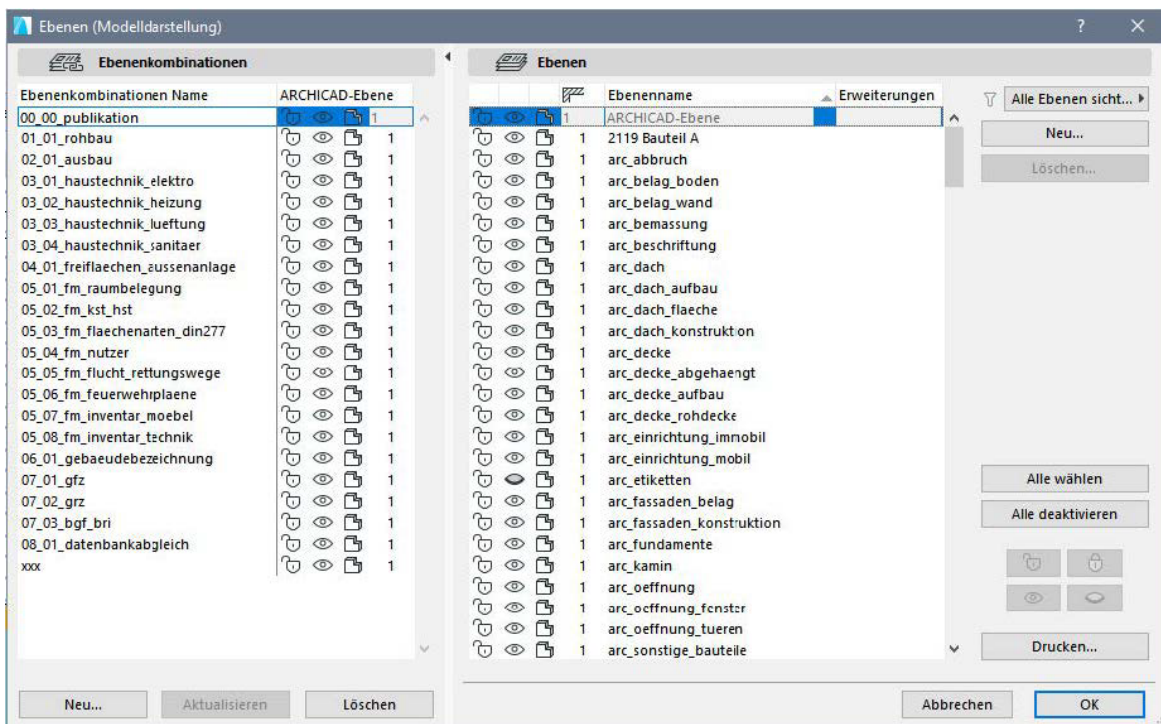 Ebenen (Modelldarstellung) ?
Ebenenkombinationen
Ebenenkombinationen Name ARCHICAD-Ebene
00_00_publikation 1
01_01_rohbau 1
02_01_ausbau 1
03_01_haustechnik_elektro 1
03_02_haustechnik_heizung 1
03_03_haustechnik_lueftung 1
03_04_haustechnik_sanitaer 1
04_01_freiflaechen_aussenanlage 1
05_01_fm_raumbelegung 1
05_02_fm_kst_hst 1
05_03_fm_flaechenarten_din277 1
05_04_fm_nutzer 1
05_05_fm_flucht_rettungswege 1
05_06_fm_feuerwehrplaene 1
05_07_fm_inventar_moebel 1
05_08_fm_inventar_technik 1
06_01_gebaeudebezeichnung 1
07_01_gfz 1
07_02_grz 1
07_03_bgf_bri 1
08_01_datenbankabgleich 1
xxx 1
Neu... Aktualisieren Löschen
Ebenen
Ebenenname Erweiterungen
1 ARCHICAD-Ebene
1 2119 Bauteil A
1 arc_abbruch
1 arc_belag_boden
1 arc_belag_wand
1 arc_bemassung
1 arc_beschriftung
1 arc_dach
1 arc_dach_aufbau
1 arc_dach_flaeche
1 arc_dach_konstruktion
1 arc_decke
1 arc_decke_abgehaengt
1 arc_decke_aufbau
1 arc_decke_rohdecke
1 arc_einrichtung_immobil
1 arc_einrichtung_mobil
1 arc_etiketten
1 arc_fassaden_belag
1 arc_fassaden_konstruktion
1 arc_fundamente
1 arc_kamin
1 arc_oeffnung
1 arc_oeffnung_fenster
1 arc_oeffnung_tueren
1 arc_sonstige_bauteile
Alle Ebenen sicht...
Neu...
Löschen...
Alle wählen
Alle deaktivieren
Drucken...
Abbrechen OK